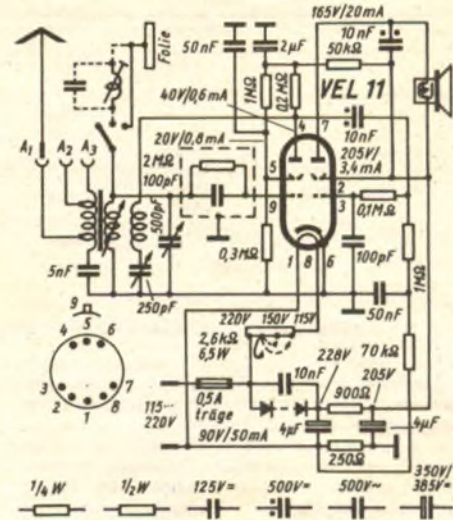 165V/20mA
50nF
2µF
10nF
50kΩ
Folie
1MΩ
0,2MΩ
VEL 11
40V/0,6mA
4
7
10nF
20V/0,8mA
205V/
3,4mA
A₁
A₂
A₃
2MΩ
100pF
5
2
9
3
0,1MΩ
500pF
0,3MΩ
100pF
1MΩ
5nF
1
8
6
250pF
50nF
220V
150V
115V
70kΩ
2,6kΩ
6,5W
10nF
228V
205V
0,5A
träge
900Ω
115...
220V
90V/50mA
4µF
4µF
250Ω
9
5
4
6
3
7
2
8
1
350V/
385V=
1/4 W
1/2 W
125V=
500V=
500V~